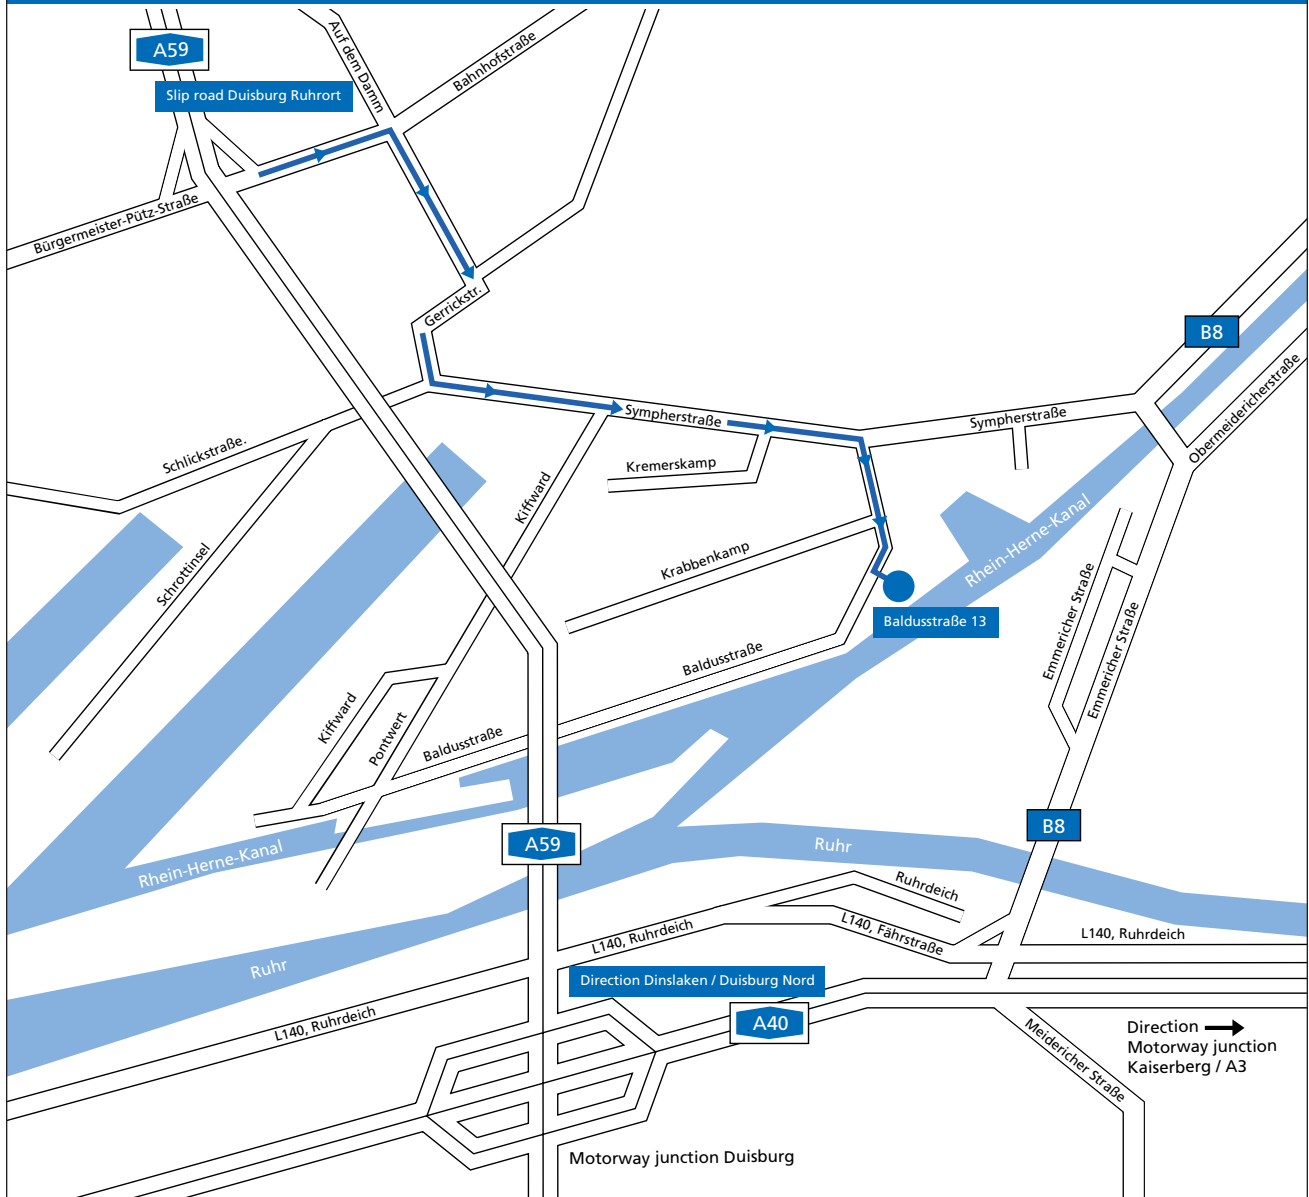 A59
Auf dem Damm
Bahnhofstraße
Slip road Duisburg Ruhrort
Bürgermeister-Pütz-Straße
Gerrickstr.
B8
Sympherstraße
Sympherstraße
Obermeidericherstraße
Schlickstraße.
Kremerskamp
Kiffward
Rhein-Herne-Kanal
Schrottinsel
Krabbenkamp
Emmericher Straße
Baldusstraße 13
Emmericher Straße
Baldusstraße
Kiffward
Pontwert
Baldusstraße
B8
A59
Ruhr
Rhein-Herne-Kanal
Ruhrdeich
L140, Ruhrdeich
L140, Fährstraße
L140, Ruhrdeich
Ruhr
Direction Dinslaken / Duisburg Nord
A40
L140, Ruhrdeich
Meidericher Straße
Direction
Motorway junction
Kaiserberg / A3
Motorway junction Duisburg